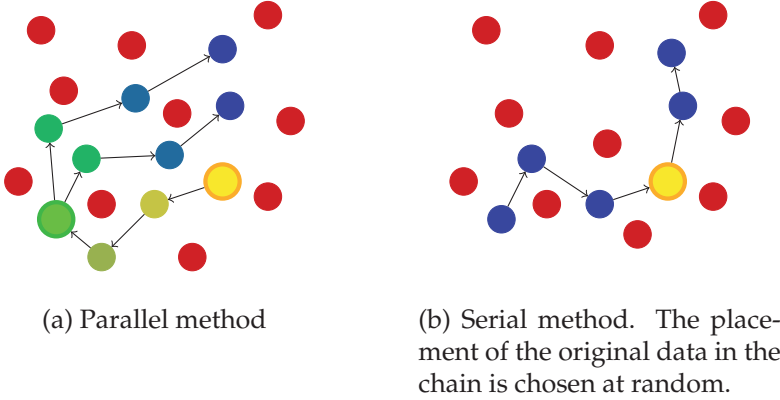 (a) Parallel method
(b) Serial method. The place-
ment of the original data in the
chain is chosen at random.